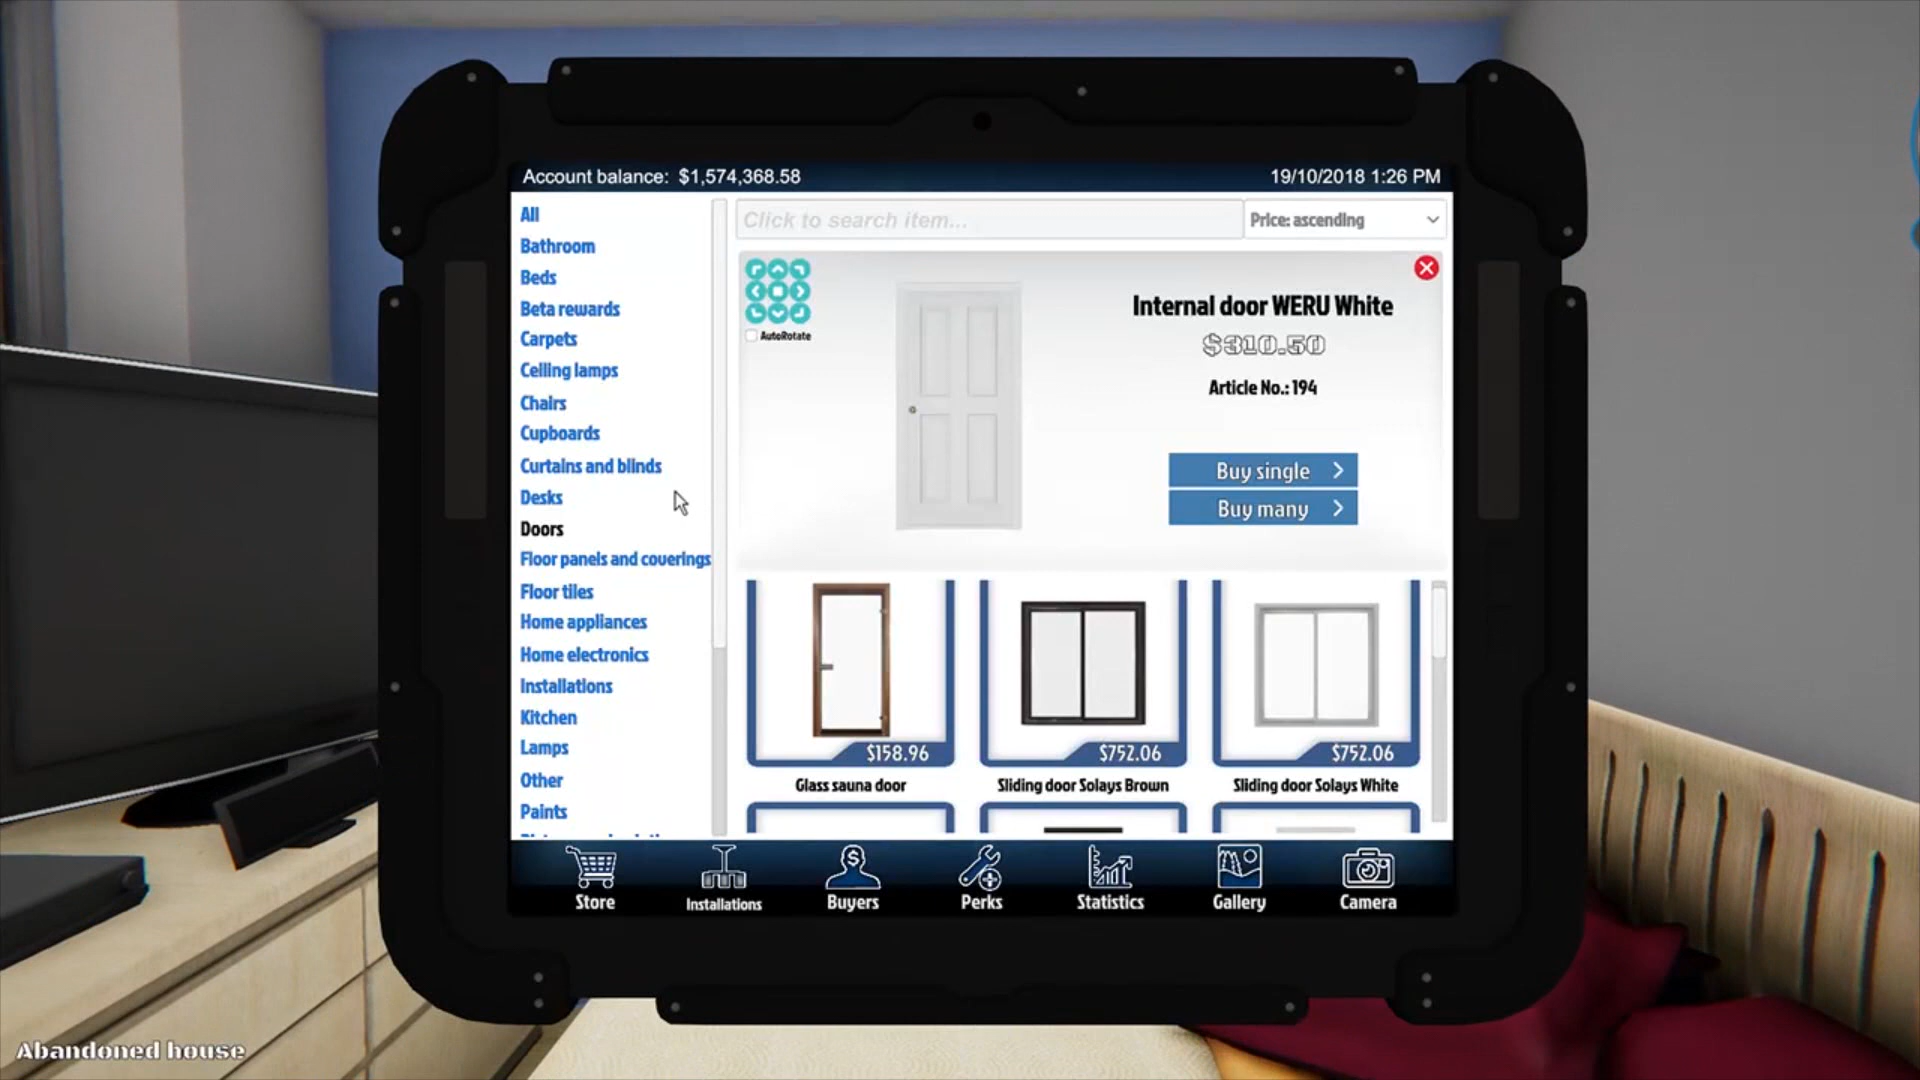 Account balance: $1,574,368.58
19/10/2018 1:26 PM
All
Bathroom
Beds
Beta rewards
Carpets
Ceiling lamps
Chairs
Cupboards
Curtains and blinds
Desks
Doors
Floor panels and coverings
Floor tiles
Home appliances
Home electronics
Installations
Kitchen
Lamps
Other
Paints
Click to search item...
Price: ascending
AutoRotate
Internal door WERU White
$310.50
Article No.: 194
Buy single
Buy many
$158.96
$752.06
$752.06
Glass sauna door
Sliding door Solays Brown
Sliding door Solays White
Store
Installations
Buyers
Perks
Statistics
Gallery
Camera
Abandoned house